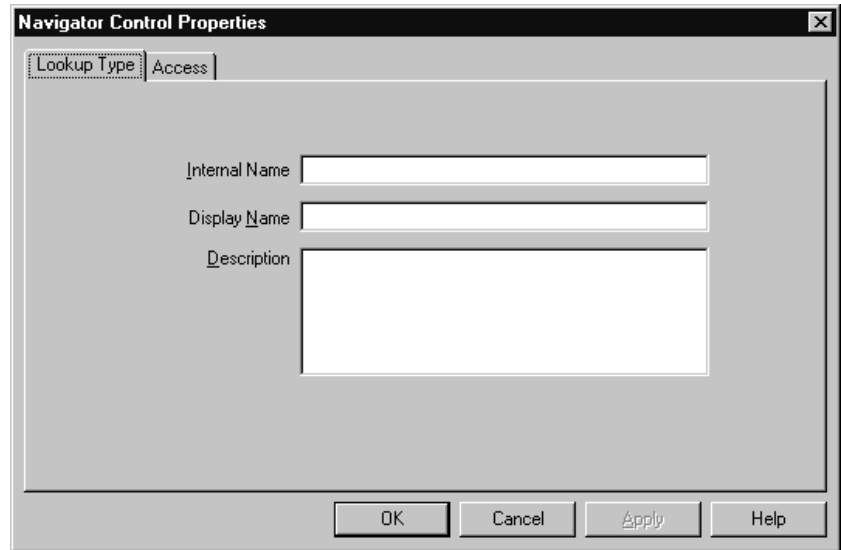 Navigator Control Properties
Lookup Type Access
Internal Name
Display Name
Description
OK Cancel Apply Help